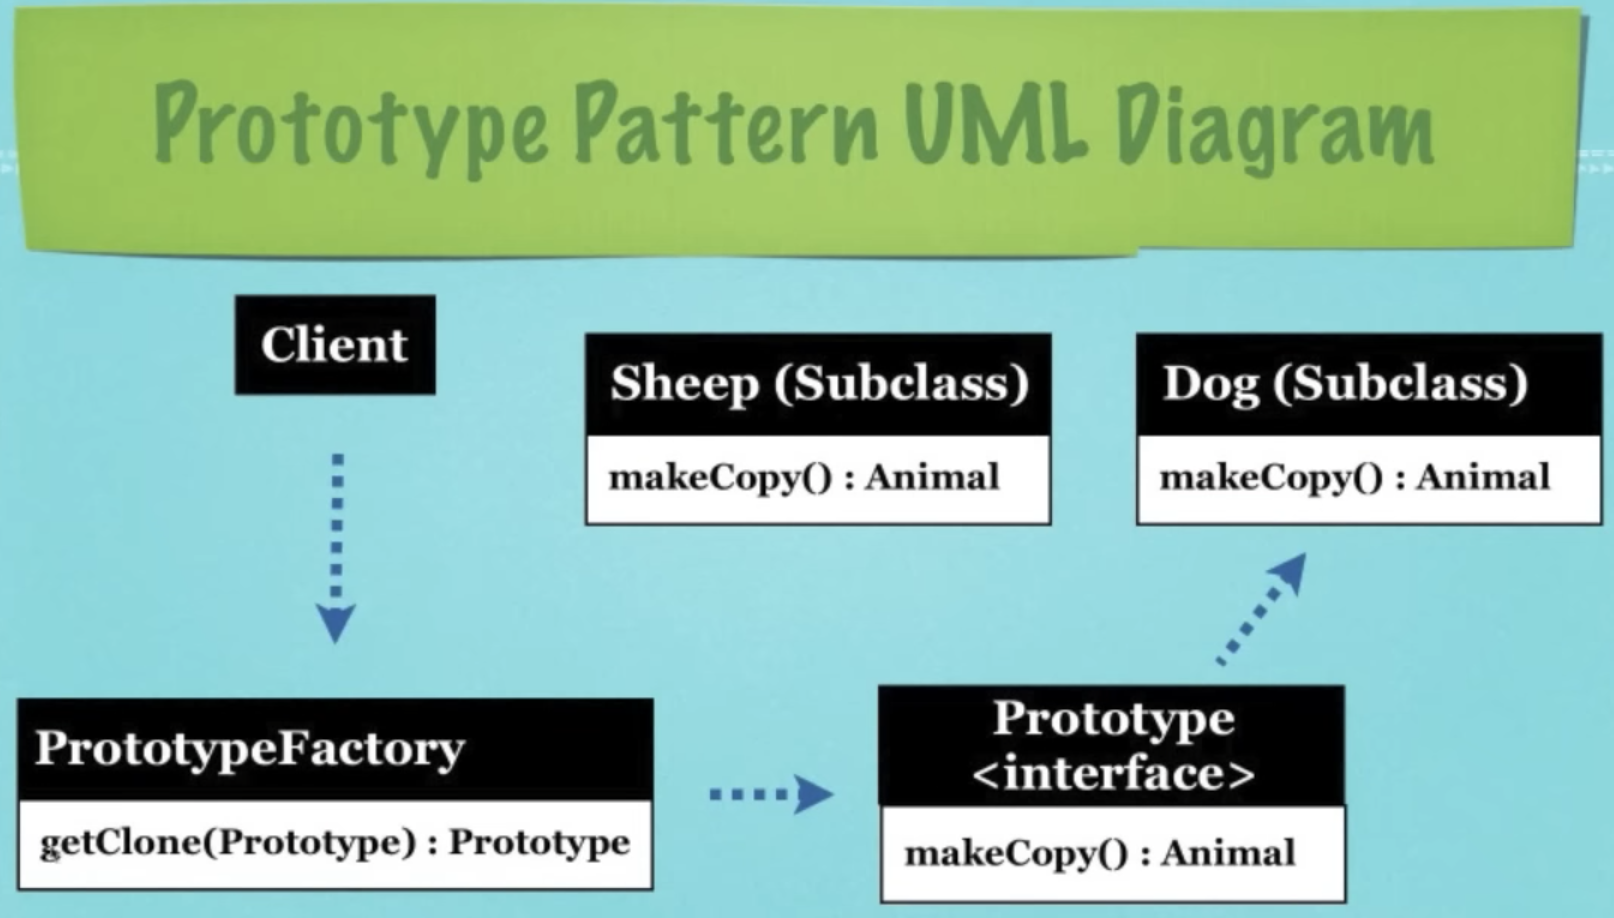 Prototype Pattern UML Diagram
Client
Sheep (Subclass)
makeCopy() : Animal
Dog (Subclass)
makeCopy() : Animal
PrototypeFactory
getClone(Prototype) : Prototype
Prototype
<interface>
makeCopy() : Animal